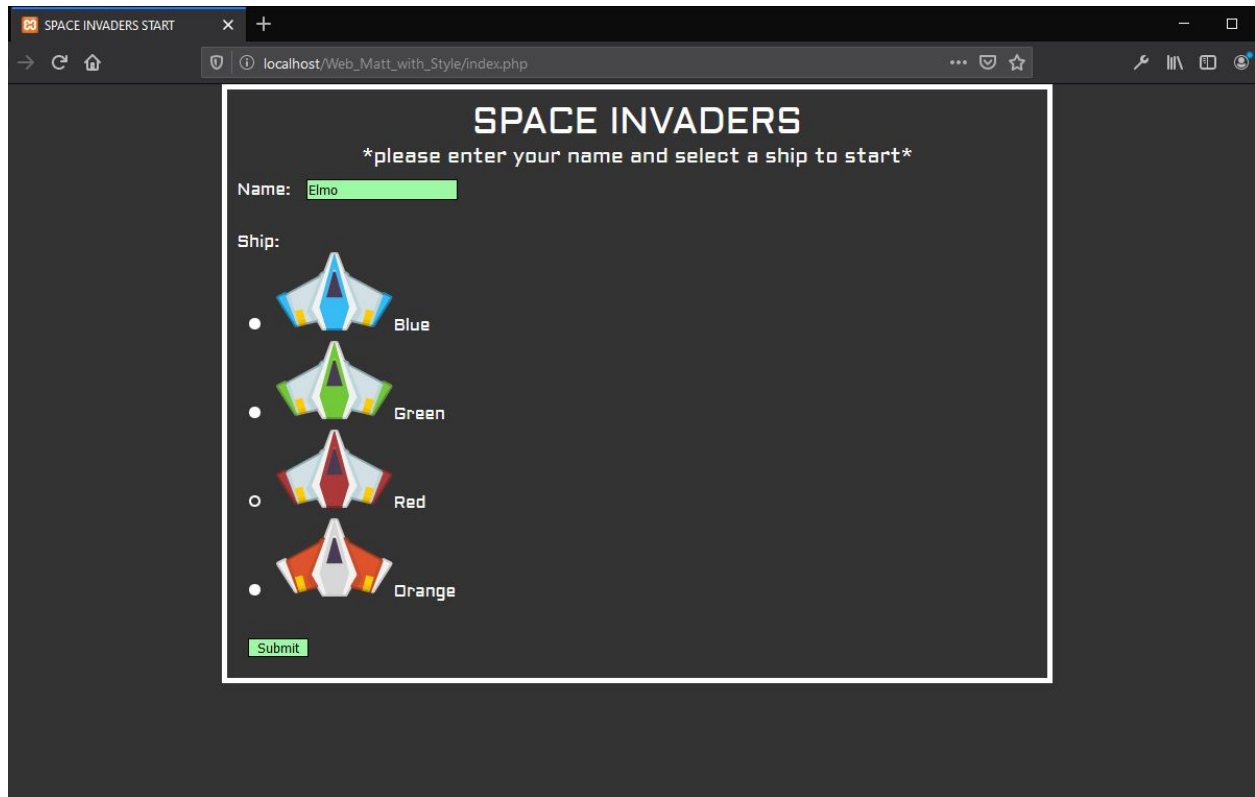 SPACE INVADERS START
localhost/Web_Matt_with_Style/index.php
SPACE INVADERS
*please enter your name and select a ship to start*
Name: Elmo
Ship:
Blue
Green
Red
Orange
Submit